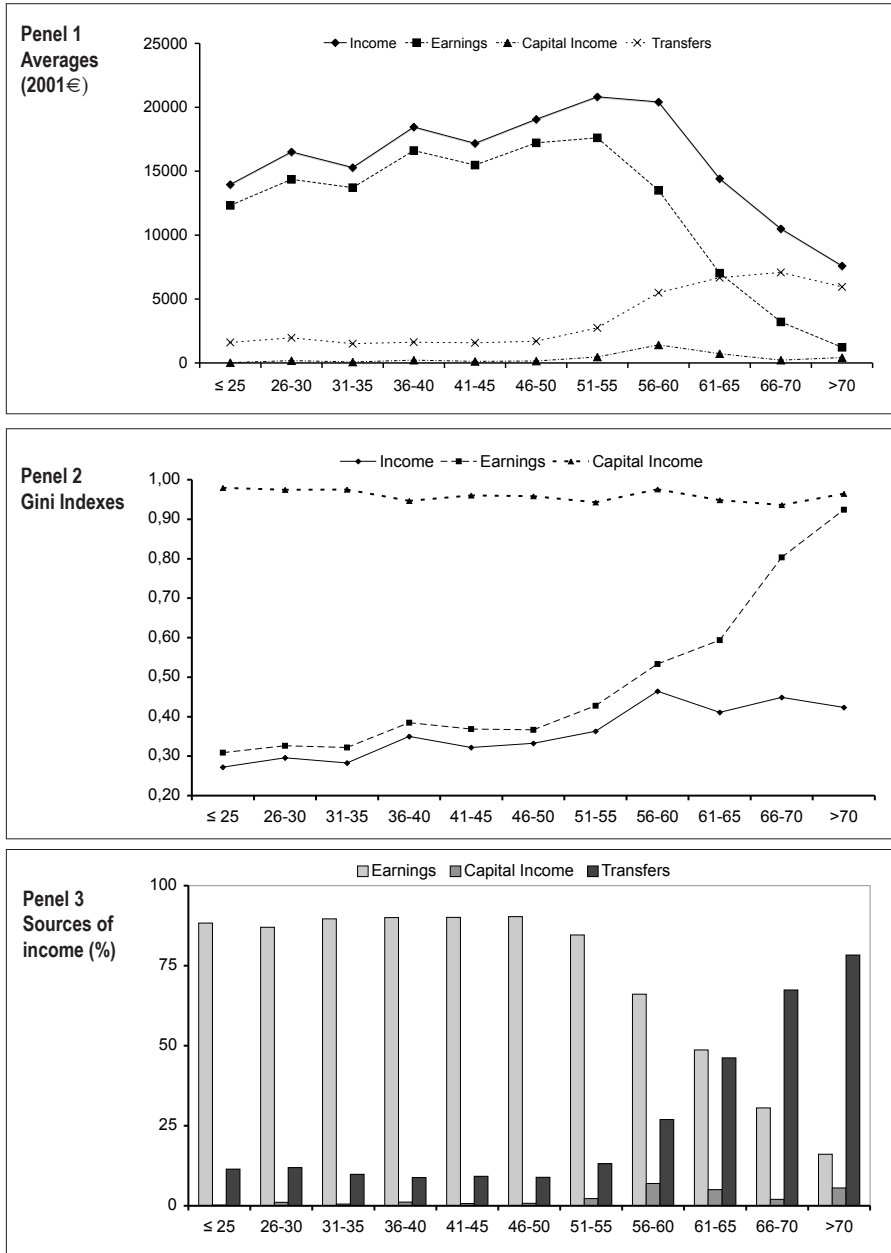 Penel 1
Averages
(2001€)
Income Earnings Capital Income Transfers
25000
20000
15000
10000
5000
0
≤ 25 26-30 31-35 36-40 41-45 46-50 51-55 56-60 61-65 66-70 >70
Penel 2
Gini Indexes
Income Earnings Capital Income
1,00
0,90
0,80
0,70
0,60
0,50
0,40
0,30
0,20
≤ 25 26-30 31-35 36-40 41-45 46-50 51-55 56-60 61-65 66-70 >70
Penel 3
Sources of
income (%)
Earnings Capital Income Transfers
100
75
50
25
0
≤ 25 26-30 31-35 36-40 41-45 46-50 51-55 56-60 61-65 66-70 >70